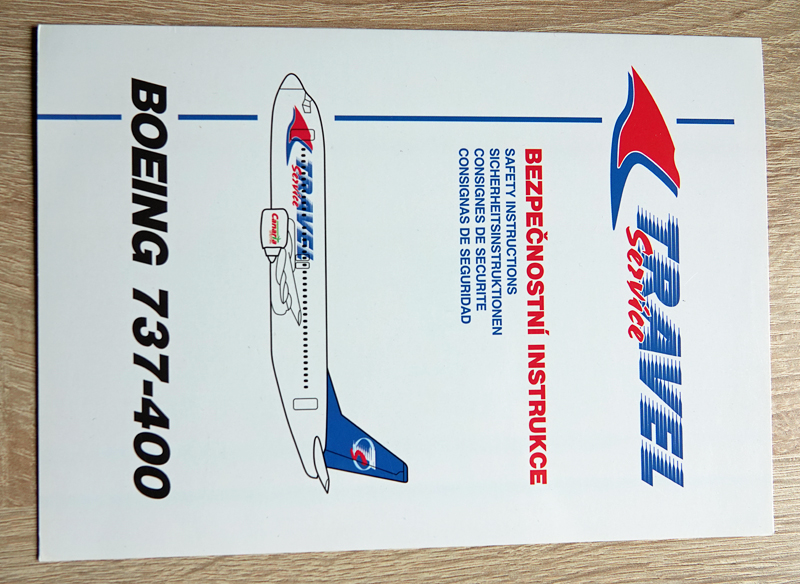 TRAVEL
Service
BEZPEČNOSTNÍ INSTRUKCE
SAFETY INSTRUCTIONS
SICHERHEITSINSTRUKTIONEN
CONSIGNES DE SECURITE
CONSIGNAS DE SEGURIDAD
TRAVEL
Service
Canaria
BOEING 737-400